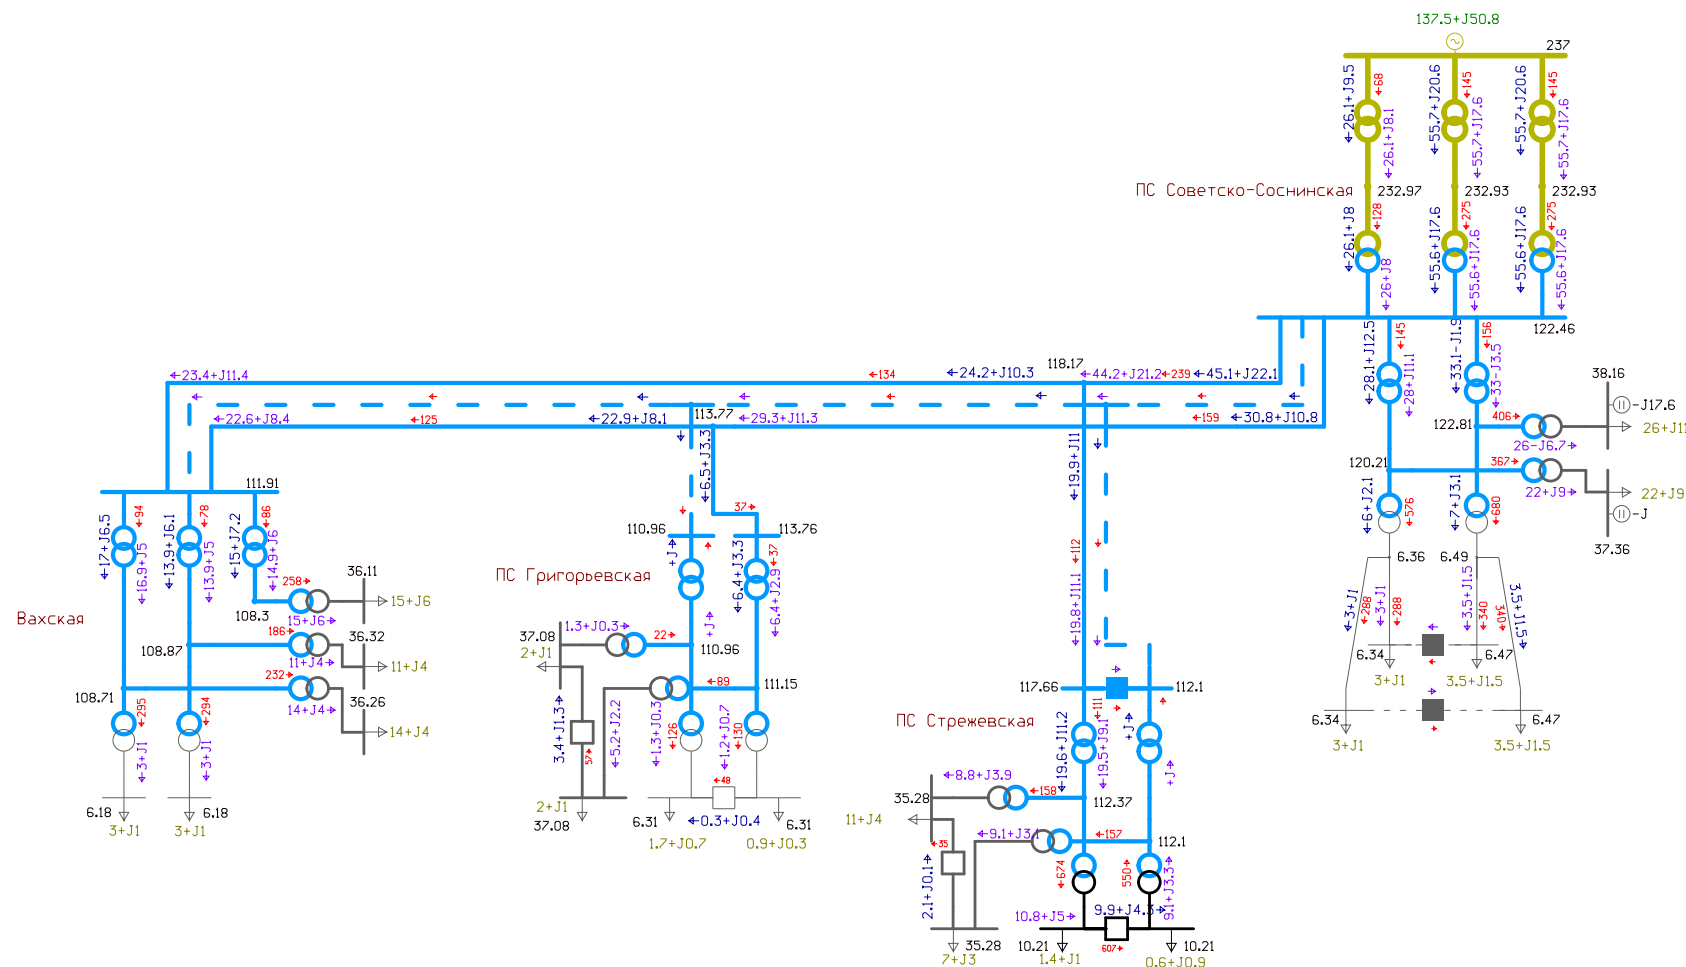 137.5+J50.8
237
←26.1+J9.5
←68
←26.1+J8.1
←55.7+J20.6
←145
←55.7+J17.6
←55.7+J20.6
←145
←55.7+J17.6
ПС Советско-Соснинская
232.97
232.93
232.93
←26.1+J8
←128
←26+J8
←55.6+J17.6
←275
←55.6+J17.6
←55.6+J17.6
←275
←55.6+J17.6
122.46
←28.1+J12.5
←145
←28+J11.1
←33.1-J1.9
←156
←33-J3.5
118.17
←23.4+J11.4
←134
←24.2+J10.3
←44.2+J21.2
←239
←45.1+J22.1
38.16
-J17.6
406→
26+J11
26-J6.7→
122.81
113.77
←22.6+J8.4
←125
←22.9+J8.1
←29.3+J11.3
←159
←30.8+J10.8
←6.5+J3.3
←19.9+J11
120.21
367→
22+J9→
22+J9
-J
37.36
111.91
←17+J6.5
←94
←16.9+J5
←13.9+J6.1
←78
←13.9+J5
←15+J7.2
←86
←14.9+J6
37→
110.96
113.76
←J
←6.4+J3.3
←37
←6.4+J2.9
←J
←112
←19.8+J11.1
←6+J2.1
←576
←7+J3.1
←680
6.36
6.49
ПС Григорьевская
36.11
258→
15+J6
15+J6→
108.3
Вахская
←3+J1
←288
←3+J1
←288
←3.5+J1.5
←340
340→
3.5+J1.5→
37.08
1.3+J0.3→
22→
2+J1
110.96
186→
36.32
11+J4→
11+J4
108.87
6.34
6.47
3+J1
3.5+J1.5
108.71
232→
36.26
14+J4→
14+J4
←89
111.15
117.66
112.1
6.34
6.47
3+J1
3.5+J1.5
←295
←3+J1
←294
←3+J1
3.4+J1.3→
57→
←5.2+J2.2
←1.3+J0.3
←126
←1.2+J0.7
←130
ПС Стрежевская
←111
←19.6+J11.2
←19.5+J9.1
←J
←J
←48
←8.8+J3.9
←158
35.28
112.37
6.18
6.18
3+J1
3+J1
2+J1
37.08
6.31
←0.3+J0.4
6.31
1.7+J0.7
0.9+J0.3
11+J4
←9.1+J3.1
←157
112.1
←35
2.1+J0.1→
←674
550→
9.1+J3.3→
10.8+J5→
9.9+J4.3→
35.28
7+J3
10.21
607→
10.21
1.4+J1
0.6+J0.9